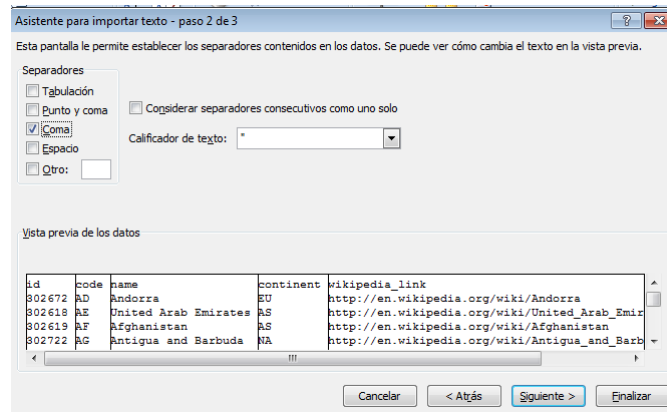 Asistente para importar texto - paso 2 de 3
Esta pantalla le permite establecer los separadores contenidos en los datos. Se puede ver cómo cambia el texto en la vista previa.
Separadores
Tabulación
Punto y coma
Coma
Espacio
Otro:
Considerar separadores consecutivos como uno solo
Calificador de texto: "
Vista previa de los datos
id code name continent wikipedia_link
302672 AD Andorra EU http://en.wikipedia.org/wiki/Andorra
302618 AE United Arab Emirates AS http://en.wikipedia.org/wiki/United_Arab_Emir
302619 AF Afghanistan AS http://en.wikipedia.org/wiki/Afghanistan
302722 AG Antigua and Barbuda NA http://en.wikipedia.org/wiki/Antigua_and_Barb
Cancelar < Atrás Siguiente > Finalizar